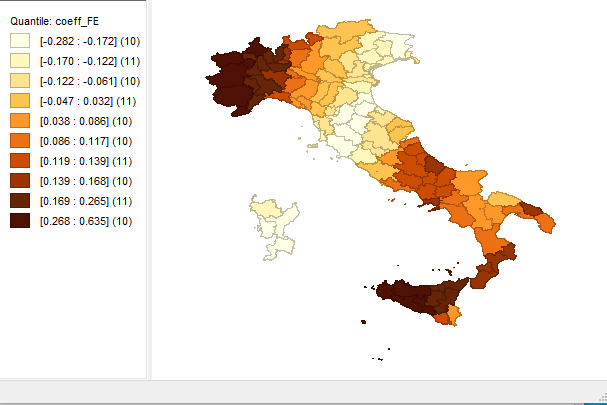 Quantile: coeff_FE
[-0.282 : -0.172] (10)
[-0.170 : -0.122] (11)
[-0.122 : -0.061] (10)
[-0.047 : 0.032] (11)
[0.038 : 0.086] (10)
[0.086 : 0.117] (10)
[0.119 : 0.139] (11)
[0.139 : 0.168] (10)
[0.169 : 0.265] (11)
[0.268 : 0.635] (10)